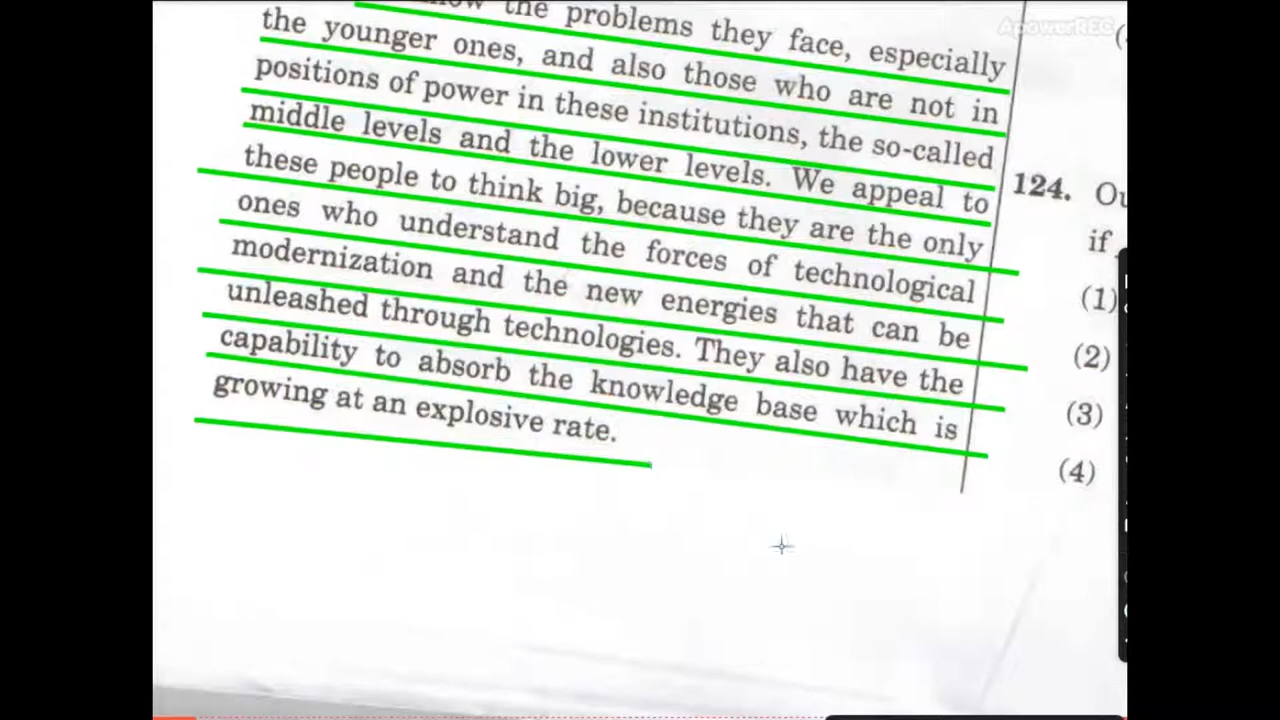 the problems they face, especially
the younger ones, and also those who are not in
positions of power in these institutions, the so-called
middle levels and the lower levels. We appeal to
these people to think big, because they are the only
ones who understand the forces of technological
modernization and the new energies that can be
unleashed through technologies. They also have the
capability to absorb the knowledge base which is
growing at an explosive rate.
124.
if
(1)
(2)
(3)
(4)
ApowerREC